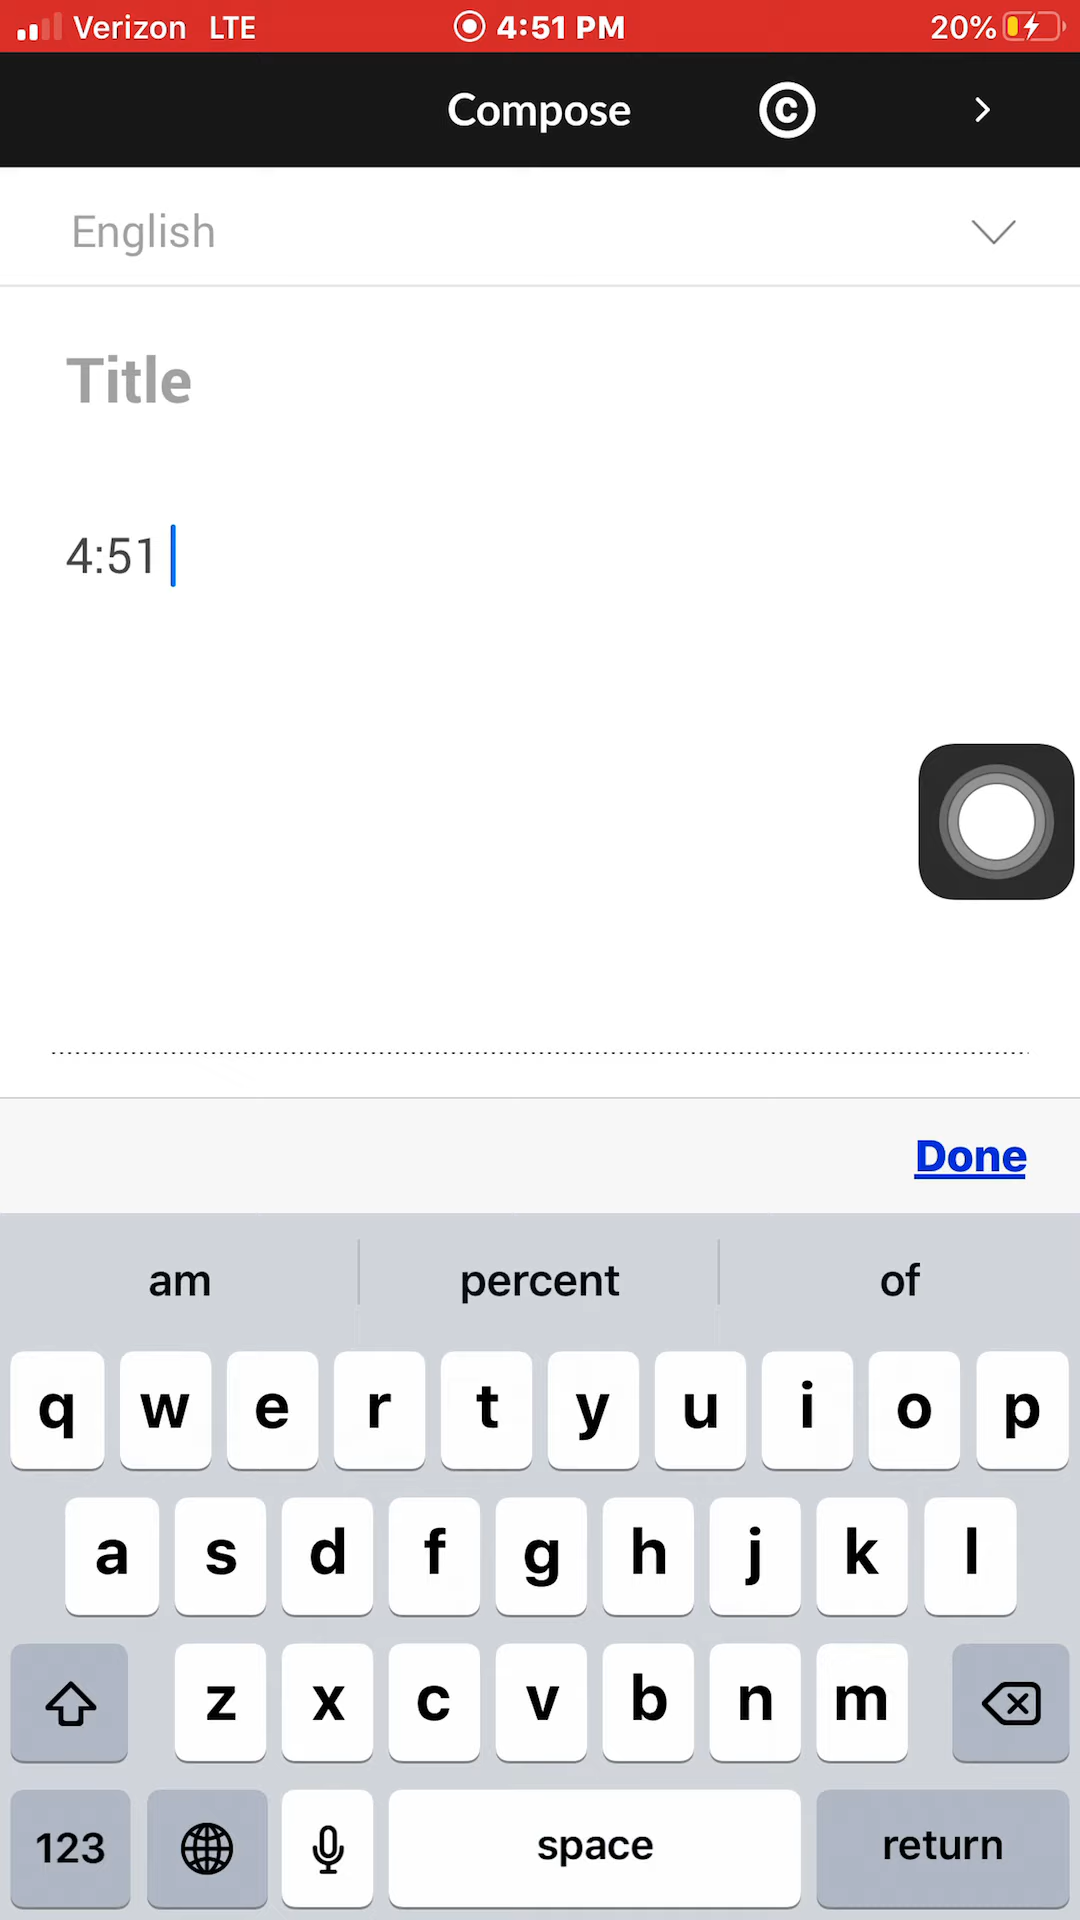 Verizon LTE 4:51 PM 20%
Compose ©
English
Title
4:51
Done
am percent of
q w e r t y u i o p
a s d f g h j k l
z x c v b n m
123 space return